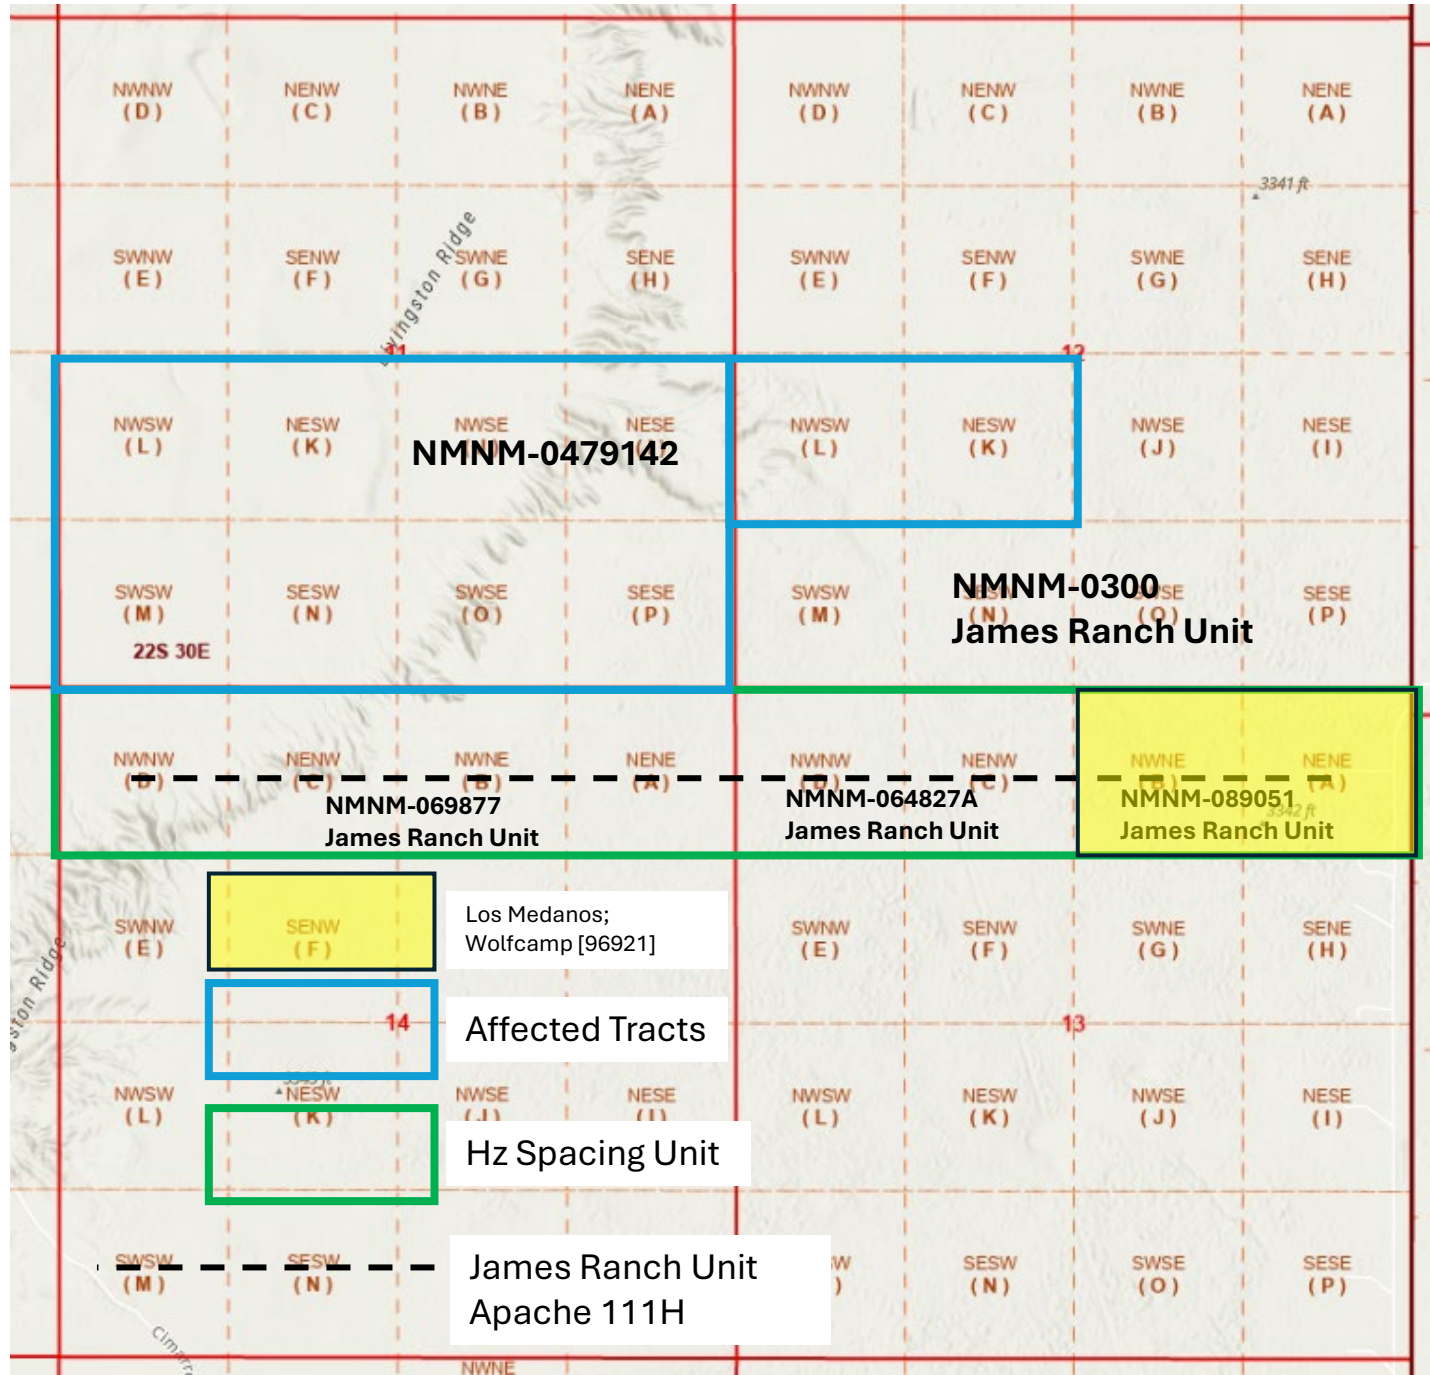 NWNW NENW NWNE NENE NWNW NENW NWNE NENE
(D) (C) (B) (A) (D) (C) (B) (A)
3341 ft
Livingston Ridge
SWNW SENW SWNE SENE SWNW SENW SWNE SENE
(E) (F) (G) (H) (E) (F) (G) (H)
11 12
NWSW NESW NWSE NESE NWSW NESW NWSE NESE
(L) (K) NMNM-0479142 (L) (K) (J) (I)
SWSW SESW SWSE SESE SWSW NMNM-0300 SESE
(M) (N) (O) (P) (M) (N) (O) (P)
James Ranch Unit
22S 30E
NWNW NENW NWNE NENE NWNW NENW NWNE NENE
(D) (C) (B) (A) (D) (C) (B) (A)
NMNM-069877 NMNM-064827A NMNM-089051
3342 ft
James Ranch Unit James Ranch Unit James Ranch Unit
Los Medanos;
Wolfcamp [96921]
SWNW SENW SWNW SENW SWNE SENE
(E) (F) (E) (F) (G) (H)
Affected Tracts
14 13
NWSW NESW NWSE NESE NWSW NESW NWSE NESE
(L) (K) (J) (I) (L) (K) (J) (I)
Hz Spacing Unit
SWSW SESW SESW SWSE SESE
(M) (N) (N) (O) (P)
James Ranch Unit
Apache 111H
NWNE